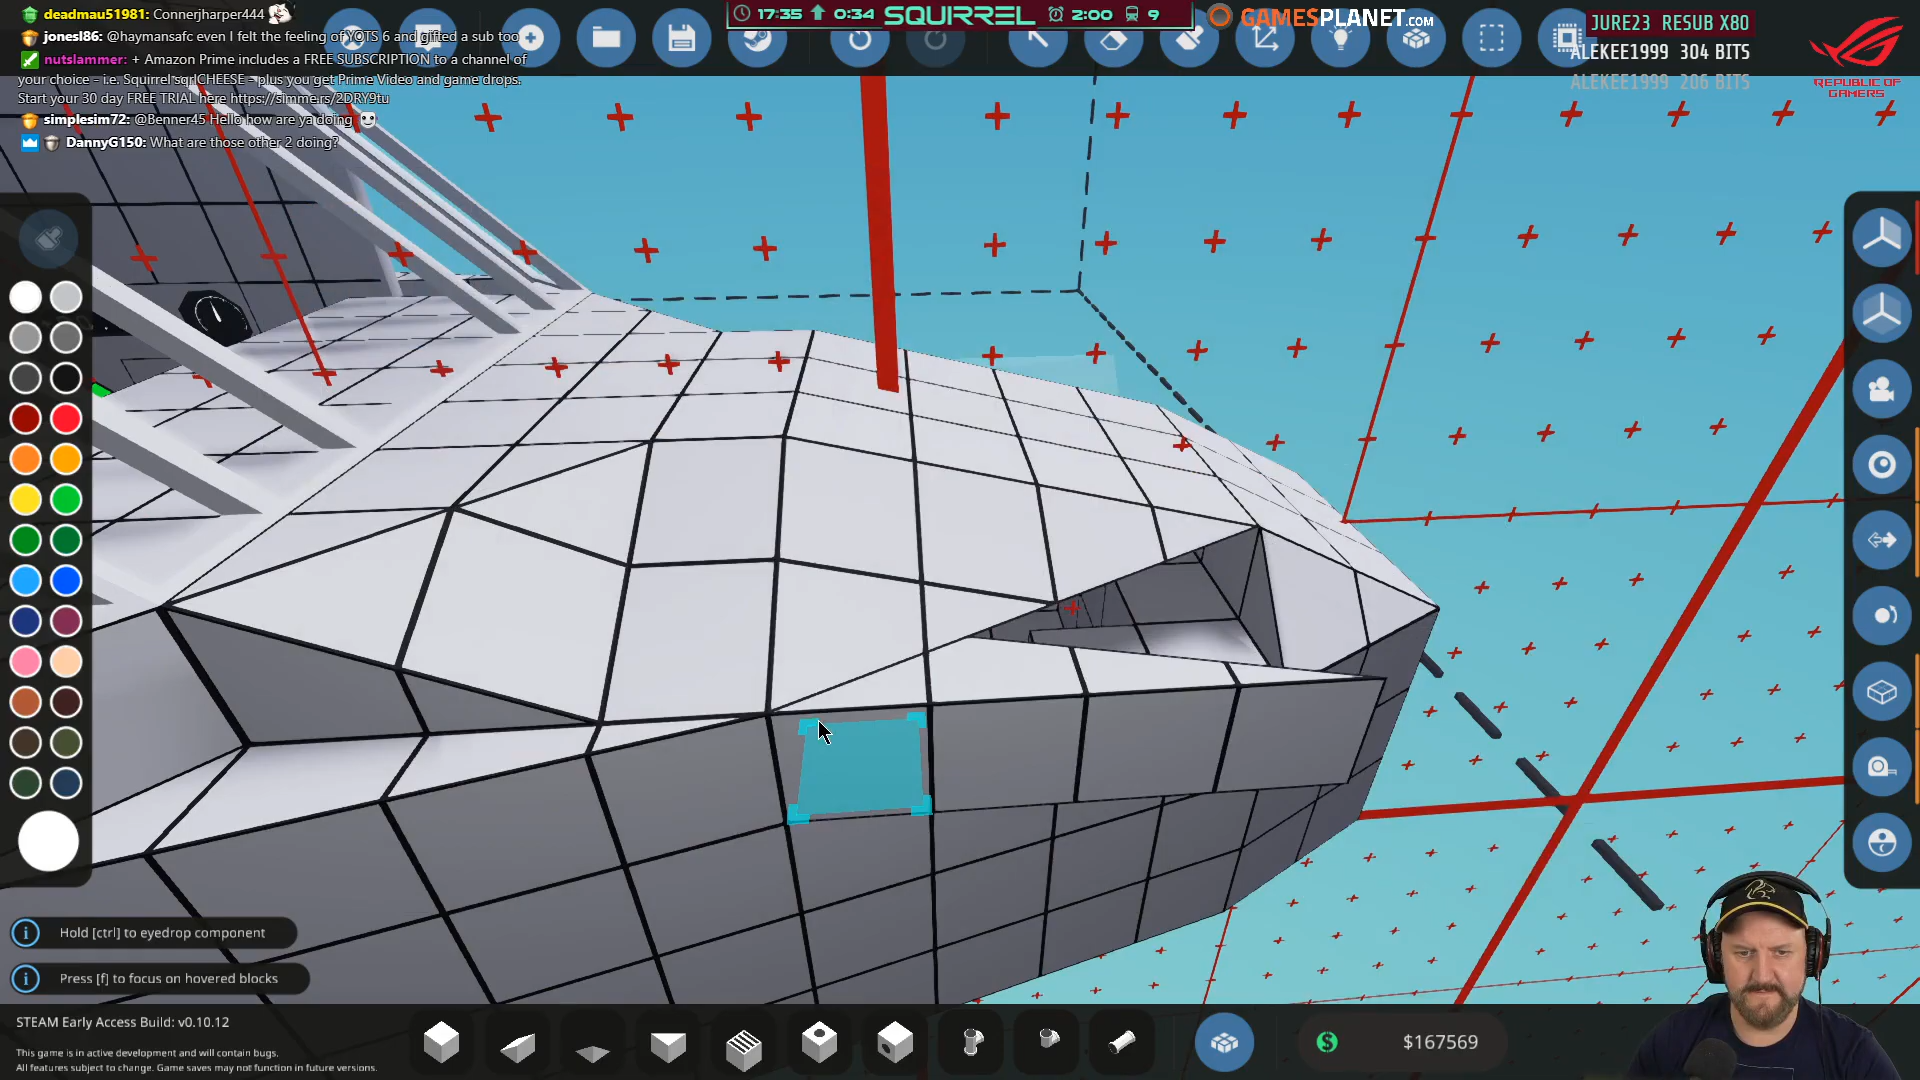 deadmau51981: Connerjharper444
jonesl86: @haymansafc even I felt the feeling of YOTS 6 and gifted a sub too
nutslammer: + Amazon Prime includes a FREE SUBSCRIPTION to a channel of
your choice - i.e. Squirrel sqrlCHEESE - plus you get Prime Video and game drops.
Start your 30 day FREE TRIAL here https://simme.rs/2DRY9tu
simplesim72: @Benner45 Hello how are ya doing
DannyG150: What are those other 2 doing?
17:35 0:34 SQUIRREL 2:00 9
GAMESPLANET.COM
JURE23 RESUB X80
ALEKEE1999 304 BITS
ALEKEE1999 206 BITS
REPUBLIC OF
GAMERS
Hold [ctrl] to eyedrop component
Press [f] to focus on hovered blocks
STEAM Early Access Build: v0.10.12
This game is in active development and will contain bugs.
All features subject to change. Game saves may not function in future versions.
$167569